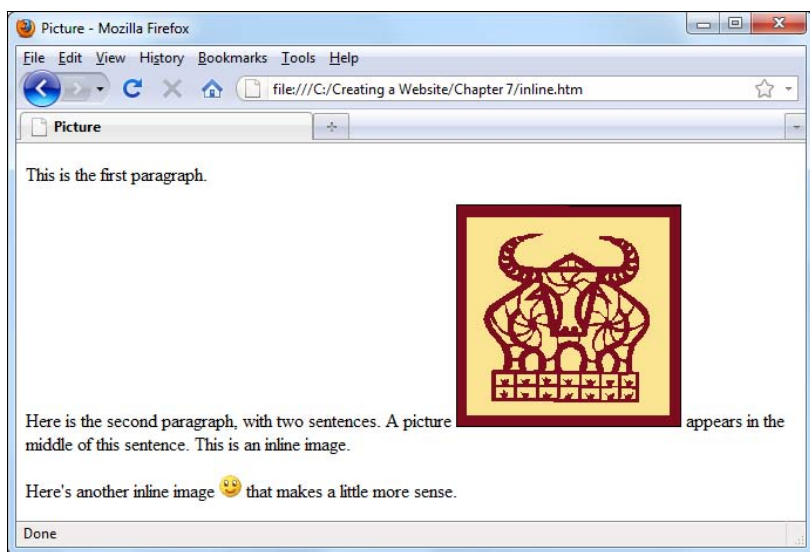 Picture - Mozilla Firefox
File Edit View History Bookmarks Tools Help
file:///C:/Creating a Website/Chapter 7/inline.htm
Picture
This is the first paragraph.
Here is the second paragraph, with two sentences. A picture appears in the
middle of this sentence. This is an inline image.
Here's another inline image that makes a little more sense.
Done